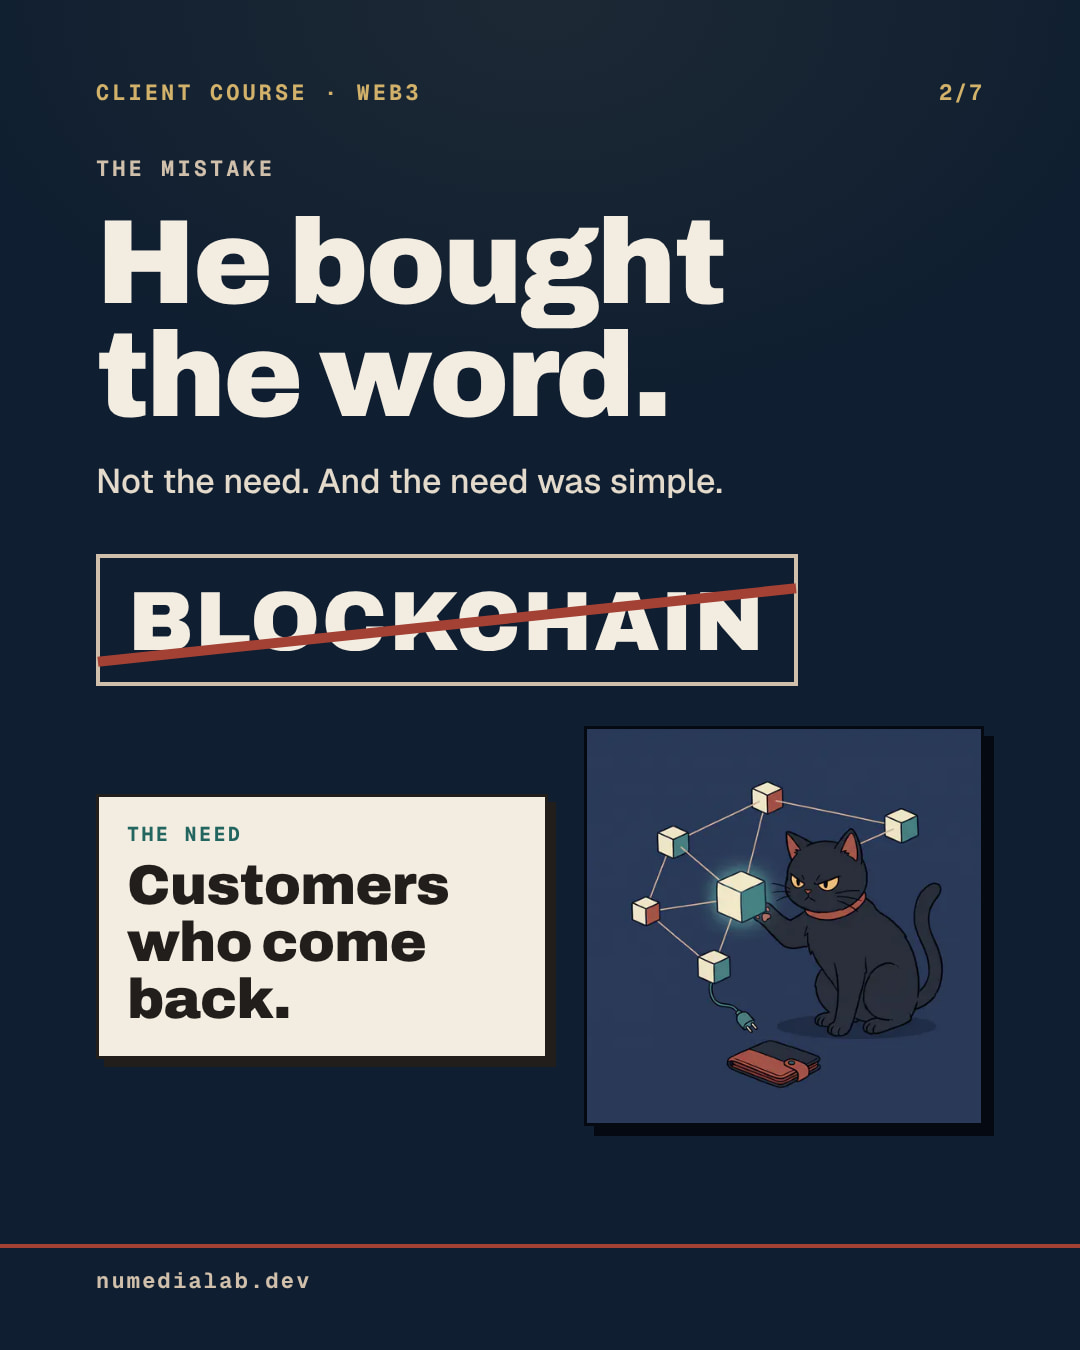 CLIENT COURSE · WEB3
2/7
THE MISTAKE
He bought
the word.
Not the need. And the need was simple.
BLOCKCHAIN
THE NEED
Customers
who come
back.
numedialab.dev